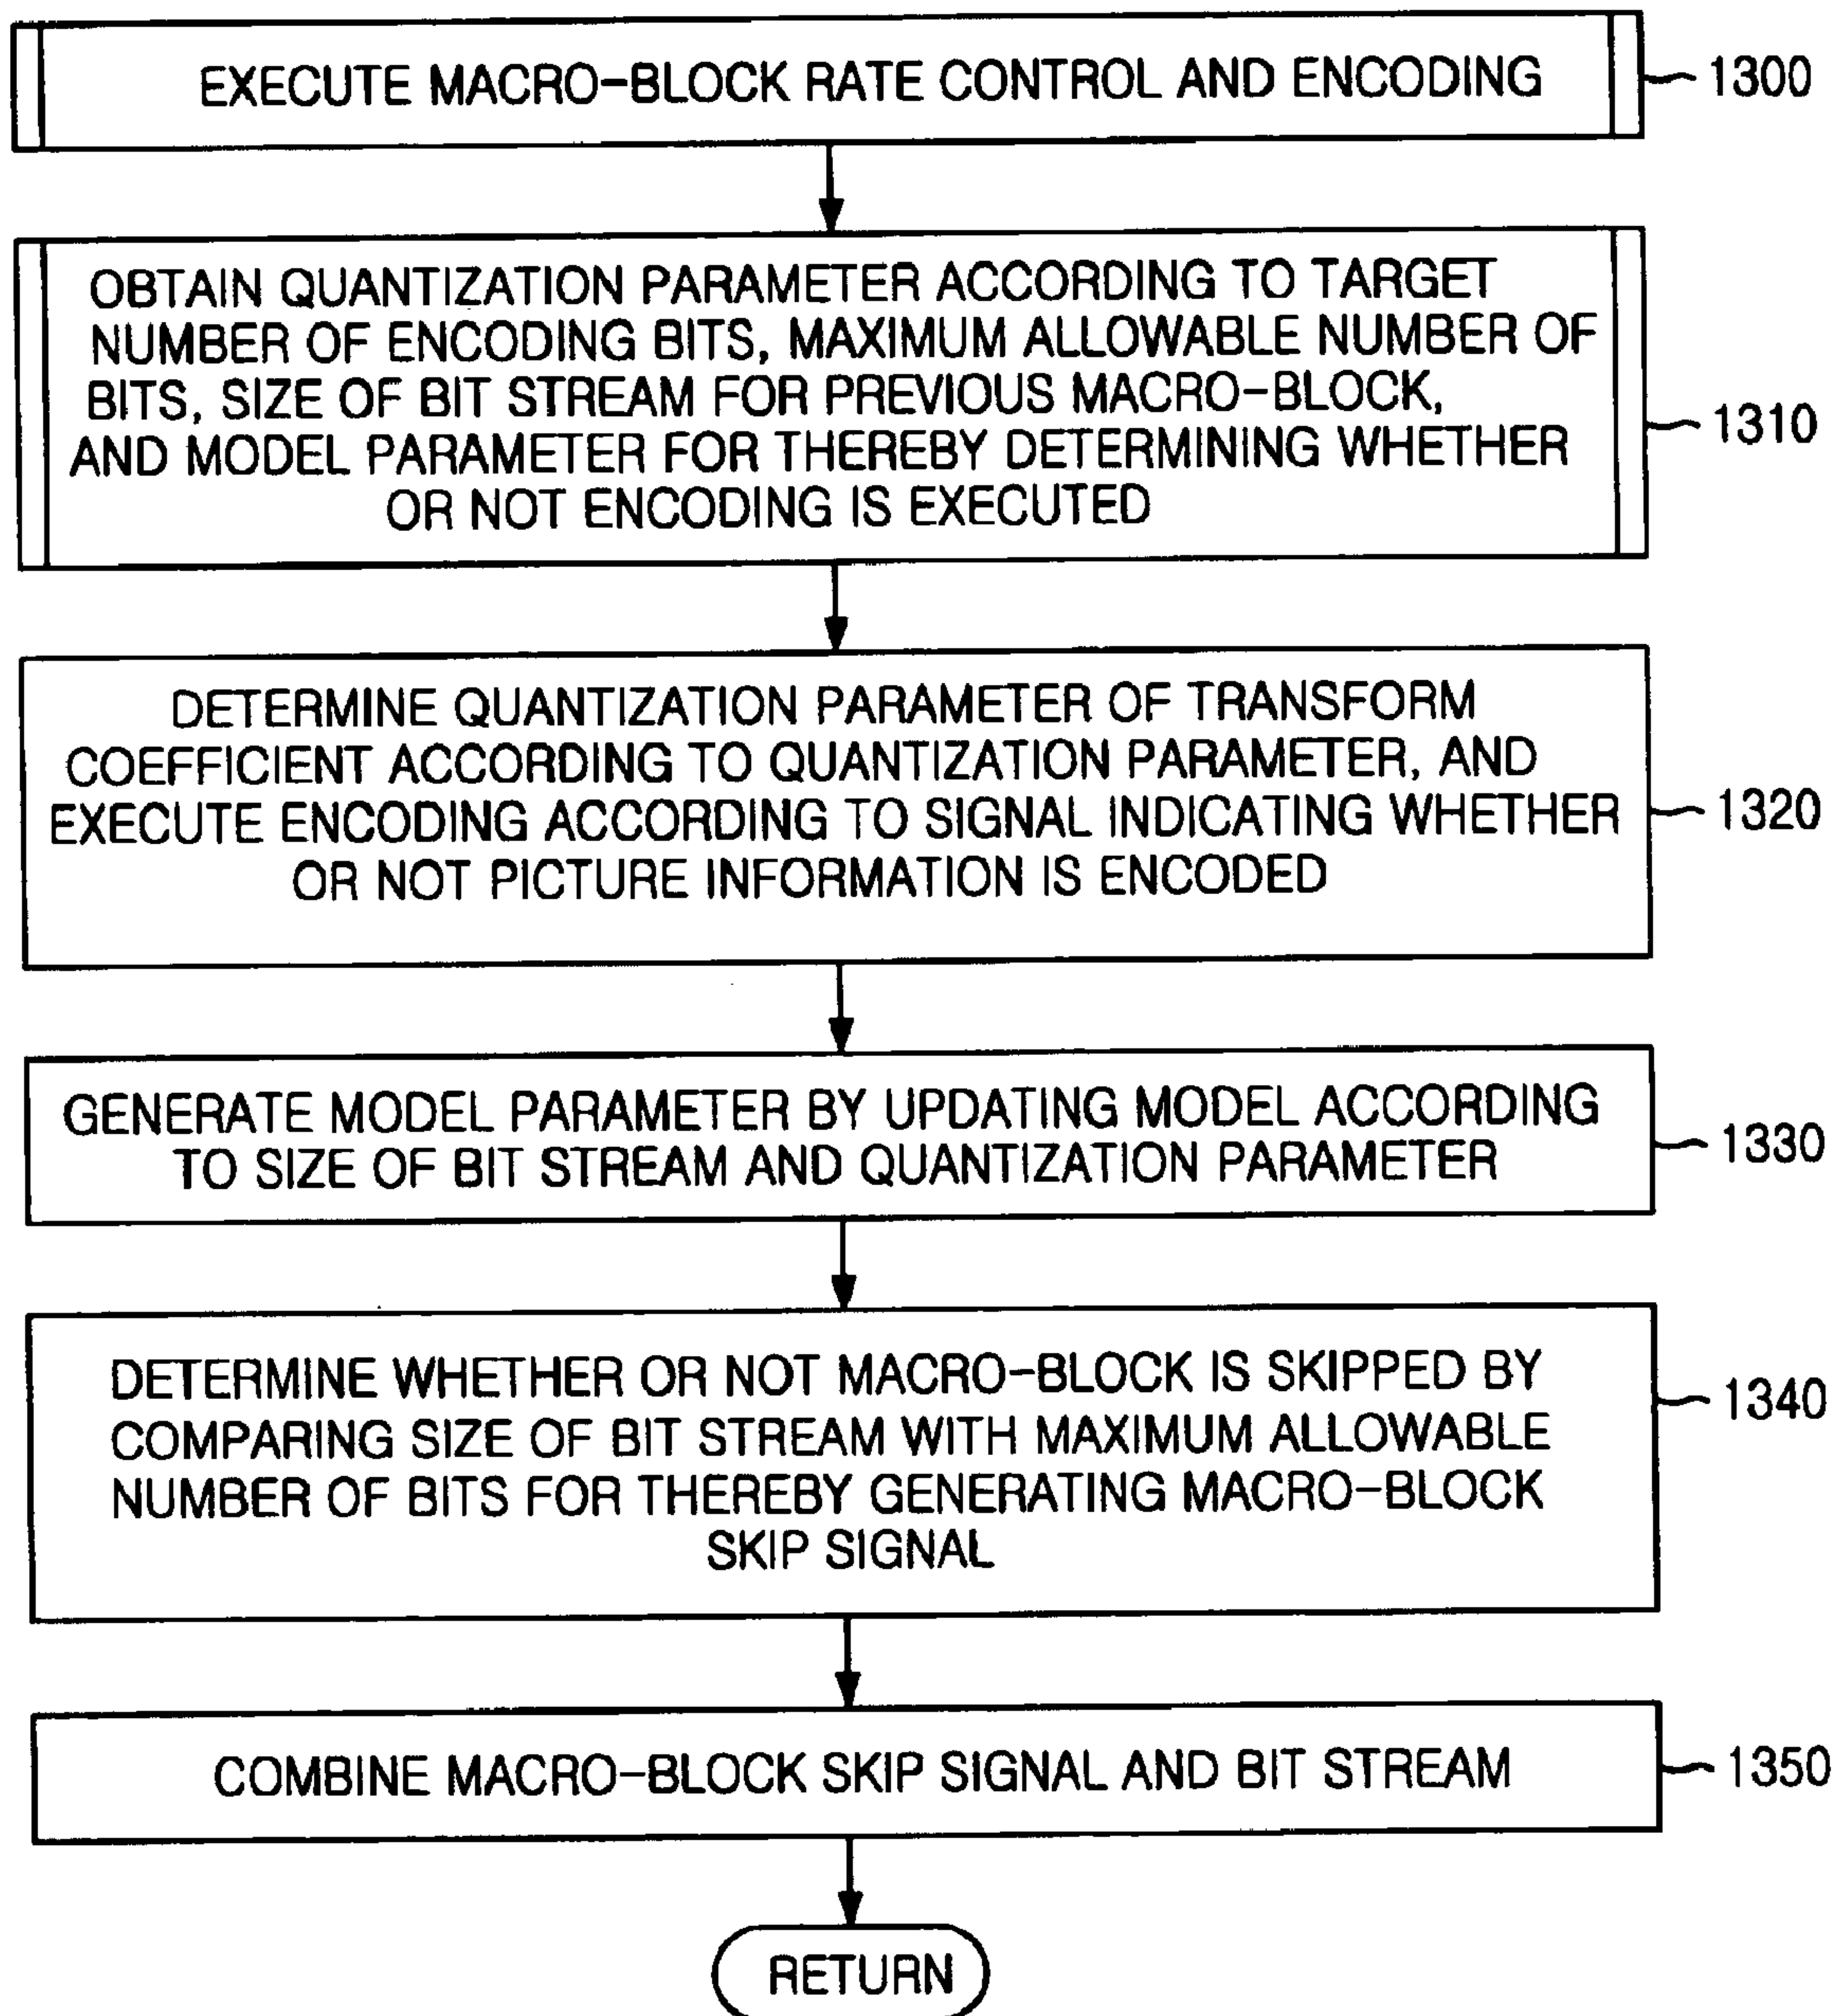 EXECUTE MACRO-BLOCK RATE CONTROL AND ENCODING
1300
OBTAIN QUANTIZATION PARAMETER ACCORDING TO TARGET
NUMBER OF ENCODING BITS, MAXIMUM ALLOWABLE NUMBER OF
BITS, SIZE OF BIT STREAM FOR PREVIOUS MACRO-BLOCK,
AND MODEL PARAMETER FOR THEREBY DETERMINING WHETHER
OR NOT ENCODING IS EXECUTED
1310
DETERMINE QUANTIZATION PARAMETER OF TRANSFORM
COEFFICIENT ACCORDING TO QUANTIZATION PARAMETER, AND
EXECUTE ENCODING ACCORDING TO SIGNAL INDICATING WHETHER
OR NOT PICTURE INFORMATION IS ENCODED
1320
GENERATE MODEL PARAMETER BY UPDATING MODEL ACCORDING
TO SIZE OF BIT STREAM AND QUANTIZATION PARAMETER
1330
DETERMINE WHETHER OR NOT MACRO-BLOCK IS SKIPPED BY
COMPARING SIZE OF BIT STREAM WITH MAXIMUM ALLOWABLE
NUMBER OF BITS FOR THEREBY GENERATING MACRO-BLOCK
SKIP SIGNAL
1340
COMBINE MACRO-BLOCK SKIP SIGNAL AND BIT STREAM
1350
RETURN